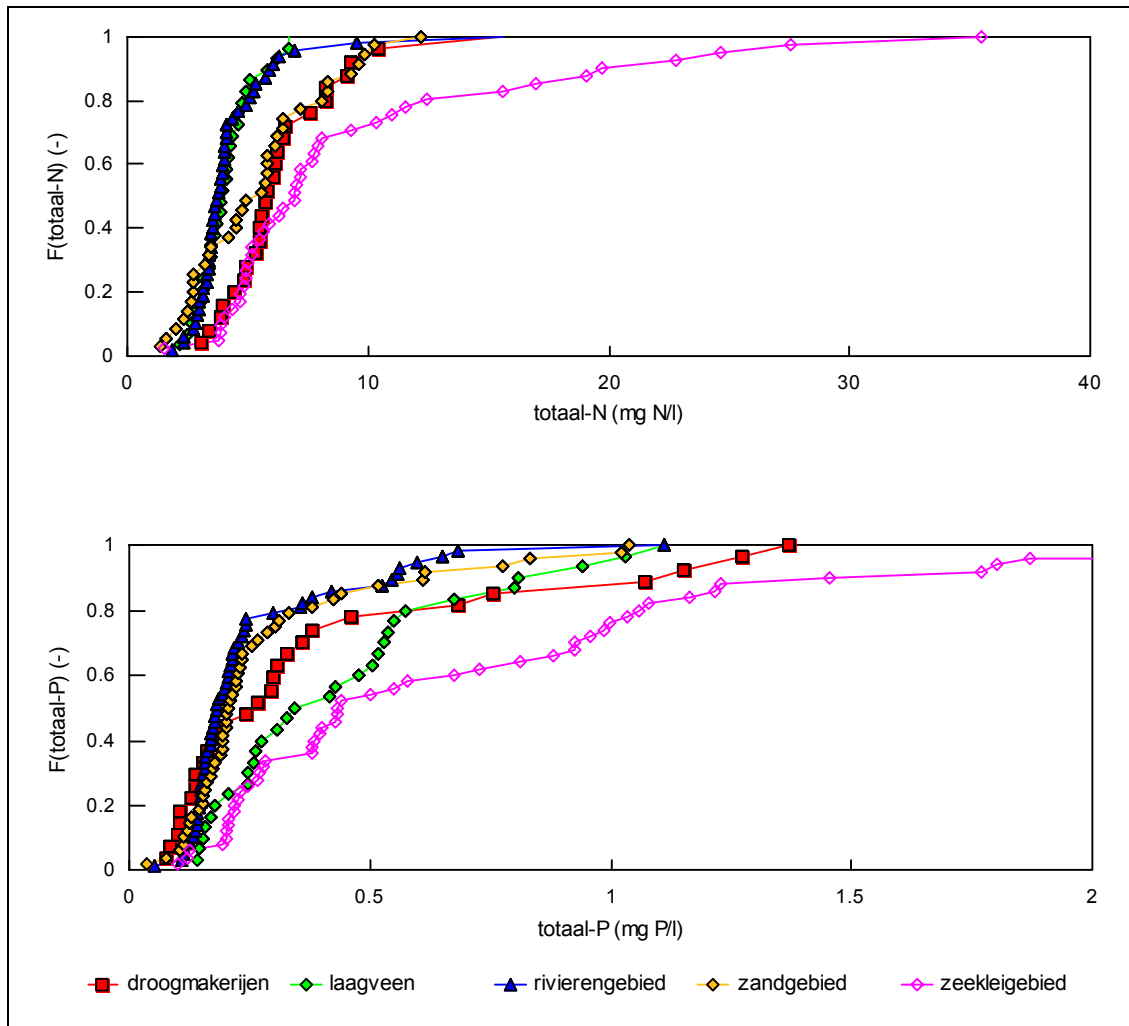 1
0.8
0.6
0.4
0.2
0
F(totaal-N) (-)
0 10 20 30 40
totaal-N (mg N/l)
1
0.8
0.6
0.4
0.2
0
F(totaal-P) (-)
0 0.5 1 1.5 2
totaal-P (mg P/l)
droogmakerijen laagveen rivierengebied zandgebied zeekleigebied